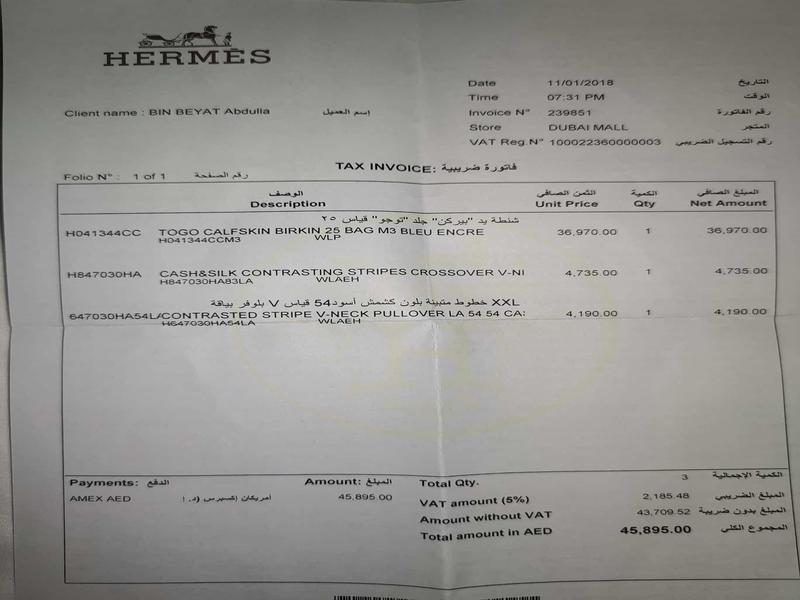 HERMÈS
Date 11/01/2018 التاريخ
Time 07:31 PM الوقت
Client name : BIN BEYAT Abdulla إسم العميل
Invoice N° 239851 رقم الفاتورة
Store DUBAI MALL المتجر
VAT Reg.N° 100022360000003 رقم التسجيل الضريبي
TAX INVOICE: فاتورة ضريبية
Folio N° : 1 of 1 رقم الصفحة
الوصف الثمن الصافي الكمية المبلغ الصافي
Description Unit Price Qty Net Amount
شنطة يد "بيركن" جلد "توجو" قياس ٢٥
H041344CC TOGO CALFSKIN BIRKIN 25 BAG M3 BLEU ENCRE 36,970.00 1 36,970.00
H041344CCM3 WLP
H847030HA CASH&SILK CONTRASTING STRIPES CROSSOVER V-NI 4,735.00 1 4,735.00
H847030HA83LA WLAEH
بلوفر بياقة V قياس 54 خطوط متبينة بلون كشمش أسود XXL
647030HA54LA CONTRASTED STRIPE V-NECK PULLOVER LA 54 54 CA: 4,190.00 1 4,190.00
H647030HA54LA WLAEH
Payments: الدفع Amount: المبلغ
AMEX AED أمريكان إكسبرس (د.إ 45,895.00
Total Qty. 3 الكمية الإجمالية
VAT amount (5%) 2,185.48 المبلغ الضريبي
Amount without VAT 43,709.52 المبلغ بدون ضريبة
Total amount in AED 45,895.00 المجموع الكلي